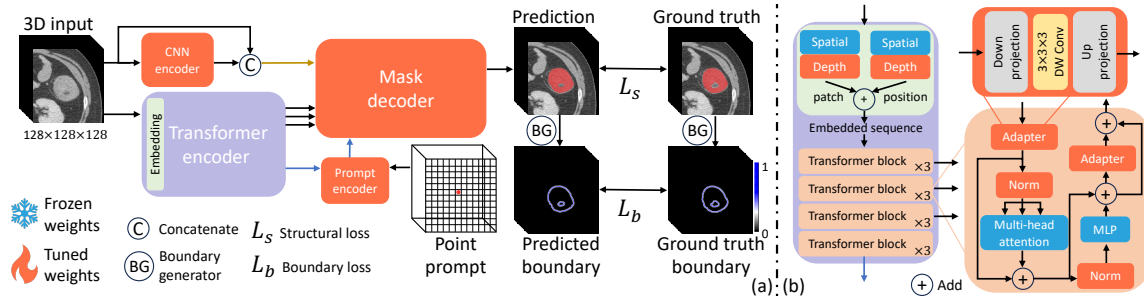 3D input
128×128×128
CNN
encoder
C
Embedding
Transformer
encoder
Mask
decoder
Prompt
encoder
Point
prompt
Prediction
Ground truth
L_s
BG
BG
L_b
1
0
Predicted
boundary
Ground truth
boundary
Frozen
weights
Tuned
weights
C Concatenate
BG Boundary
generator
L_s Structural loss
L_b Boundary loss
(a)
(b)
Spatial
Spatial
Depth
Depth
patch
+
position
Embedded sequence
Transformer block ×3
Transformer block ×3
Transformer block ×3
Transformer block ×3
Down
projection
3×3×3
DW Conv
Up
projection
Adapter
Norm
Multi-head
attention
+
Norm
MLP
+
Adapter
+
+ Add